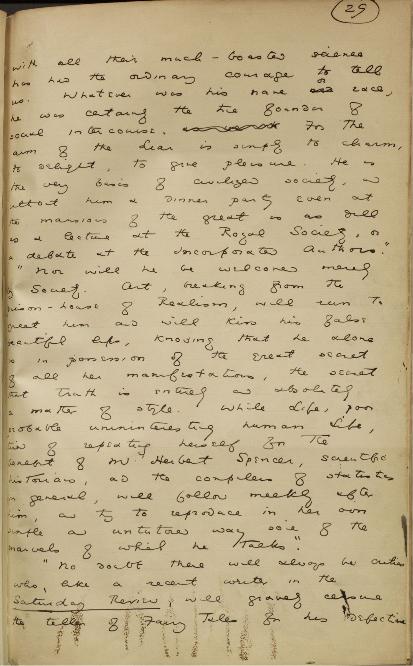 29
with all their much-boasted science
has had the ordinary courage to tell
us. Whatever was his name or race,
he was certainly the true founder of
social intercourse. For the
aim of the liar is simply to charm,
to delight, to give pleasure. He is
the very basis of civilized society, and
without him a dinner party even at
the mansions of the great is as dull
as a lecture at the Royal Society, or
a debate at the Incorporated Authors."
"Nor will he be welcomed merely
by Society. Art, breaking from the
prison-house of Realism, will run to
greet him and will kiss his false
beautiful lips, knowing that he alone
is in possession of the great secret
of all her manifestations, the secret
that truth is entirely and absolutely
a matter of style. While Life, poor
probable uninteresting human Life,
tired of repeating herself for the
benefit of Mr Herbert Spencer, scientific
historians, and the compilers of statistics
in general, will follow meekly after
him, and try to reproduce in her own
simple and untutored way some of the
marvels of which he talks."
"No doubt there will always be critics
who, like a recent writer in the
Saturday Review, will gravely censure
the teller of Fairy Tales for his defective